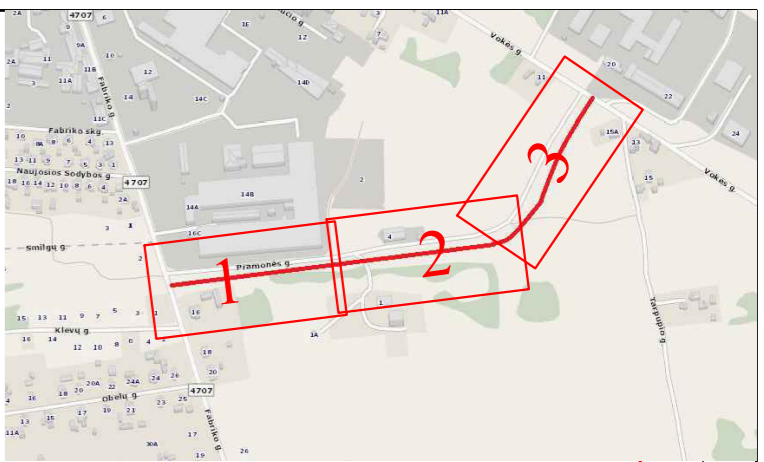 4707
2A
6
11A
3
7
12
1E
9
9A
Vokės g.
11
10
11B
2A
11A
3
12
14D
11
20
22
14
14C
Fabriko g.
2
11C
Fabriko skg.
10
8A
8
6
4
13
15A
13
24
13
11
9
7
5
3
1
Naujosios Sodybos g.
18
16
14
12
10
8
6
4
4707
2
15
Vokės g.
2A
14B
14A
3
1
16C
4
3
2
Smilgų g.
2
Pramonės g.
1
1
Tarpupio g.
15
13
11
9
7
5
3
1
16
Klevų g.
1A
16
14
12
10
8
6
4
2
18
20
26
24
24A
22
20A
20
18
16
4707
Obelų g.
25
23
21
19
17
15
13
11A
Fabriko g.
17
30A
19
26